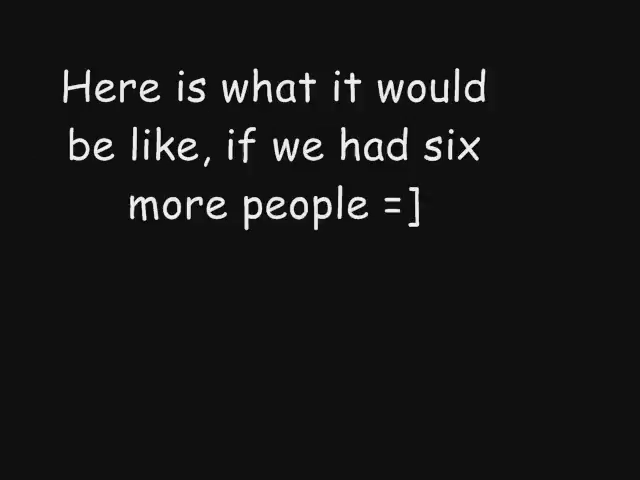 Here is what it would
be like, if we had six
more people =]